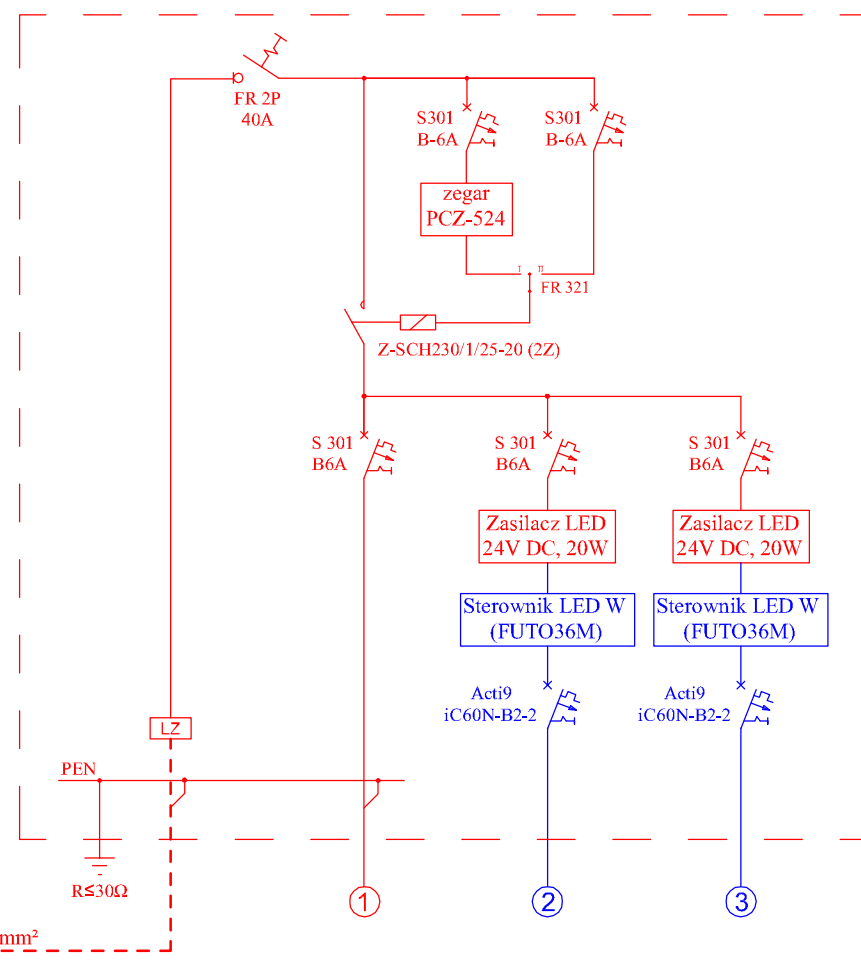 FR 2P
40A
S301
B-6A
S301
B-6A
zegar
PCZ-524
I II
FR 321
Z-SCH230/1/25-20 (2Z)
S 301
B6A
S 301
B6A
S 301
B6A
Zasilacz LED
24V DC, 20W
Zasilacz LED
24V DC, 20W
Sterownik LED W
(FUTO36M)
Sterownik LED W
(FUTO36M)
Acti9
iC60N-B2-2
Acti9
iC60N-B2-2
LZ
PEN
R≤30Ω
1
2
3
mm²